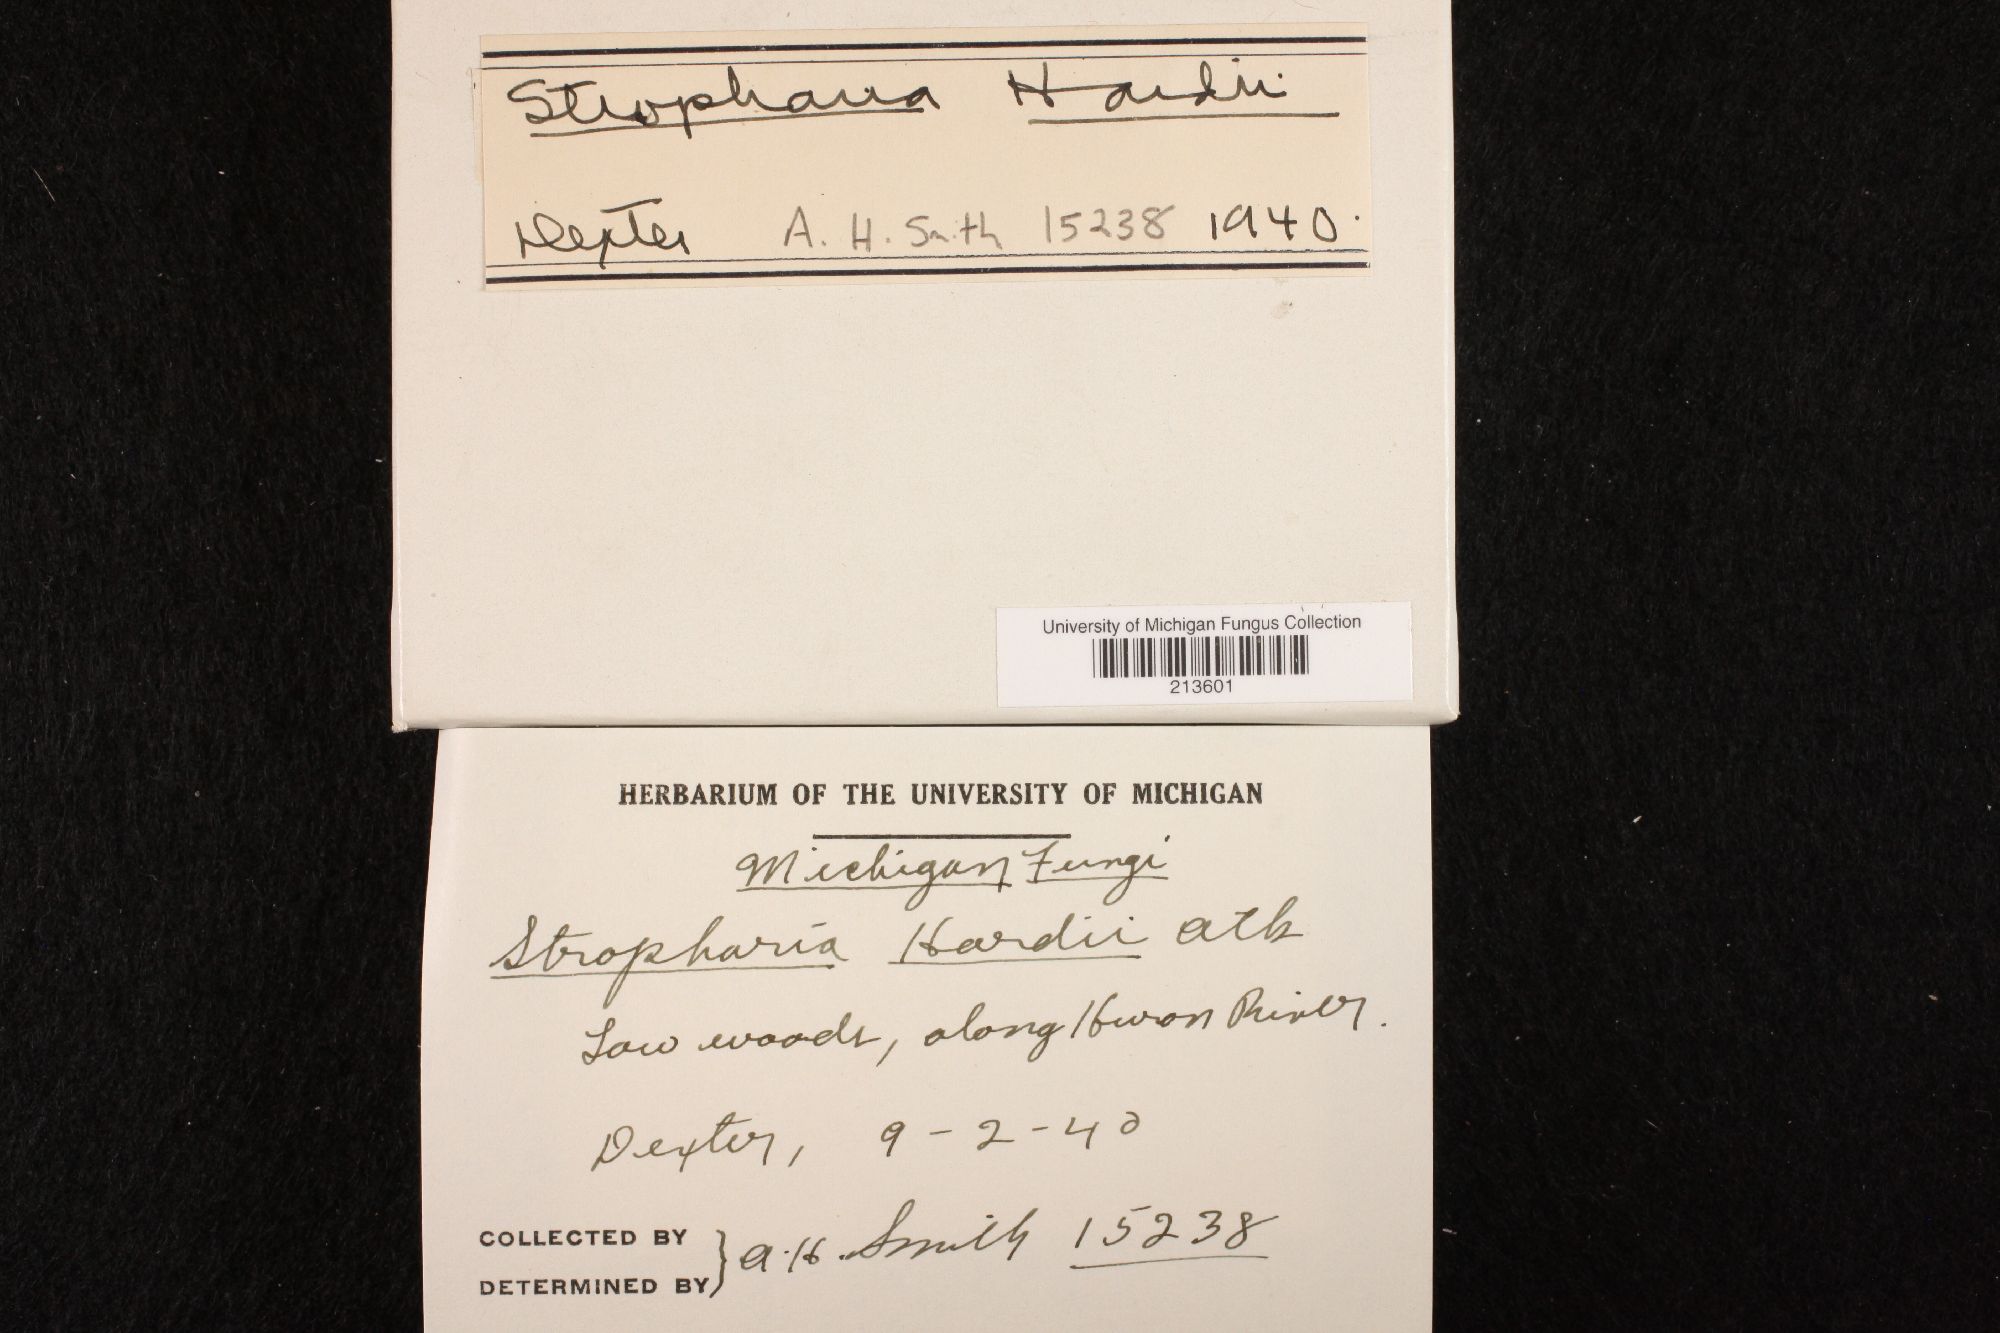 Stropharia Hardii
Dexter A. H. Smith 15238 1940.
University of Michigan Fungus Collection
213601
HERBARIUM OF THE UNIVERSITY OF MICHIGAN
Michigan Fungi
Stropharia Hardii Atk
Low woods, along Huron River.
Dexter, 9-2-40
COLLECTED BY
DETERMINED BY } A.H. Smith 15238